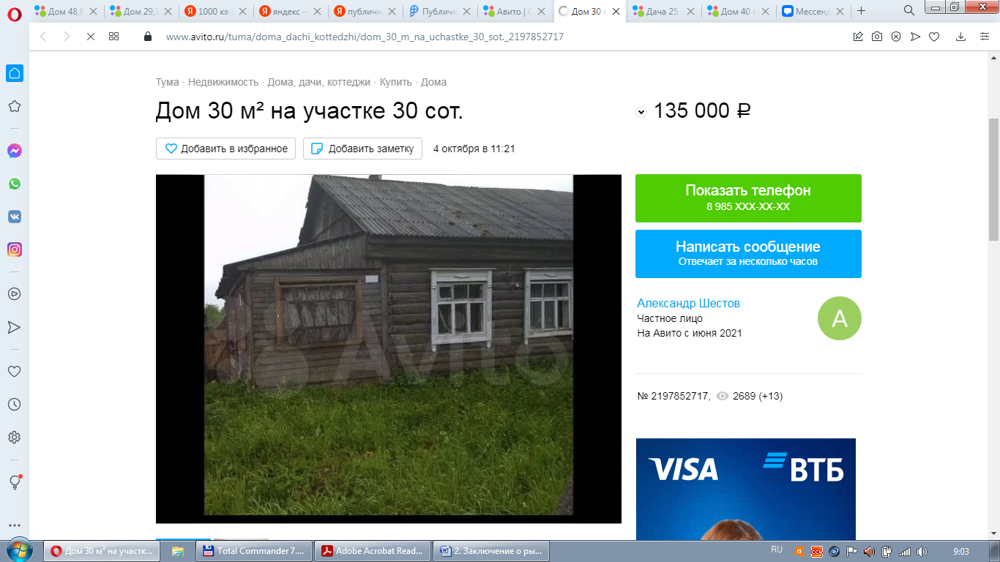 Дом 48,6
Дом 29,3
1000 кв
яндекс —
публичн
Публичн
Авито | С
Дом 30 м
Дача 25
Дом 40 м
Мессенд
www.avito.ru/tuma/doma_dachi_kottedzhi/dom_30_m_na_uchastke_30_sot._2197852717
Тума · Недвижимость · Дома, дачи, коттеджи · Купить · Дома
Дом 30 м² на участке 30 сот.
135 000 ₽
Добавить в избранное
Добавить заметку
4 октября в 11:21
Avito
Показать телефон
8 985 XXX-XX-XX
Написать сообщение
Отвечает за несколько часов
Александр Шестов
Частное лицо
На Авито с июня 2021
А
№ 2197852717, 2689 (+13)
VISA
ВТБ
Дом 30 м² на участк...
Total Commander 7....
Adobe Acrobat Read...
2. Заключение о ры...
RU
9:03